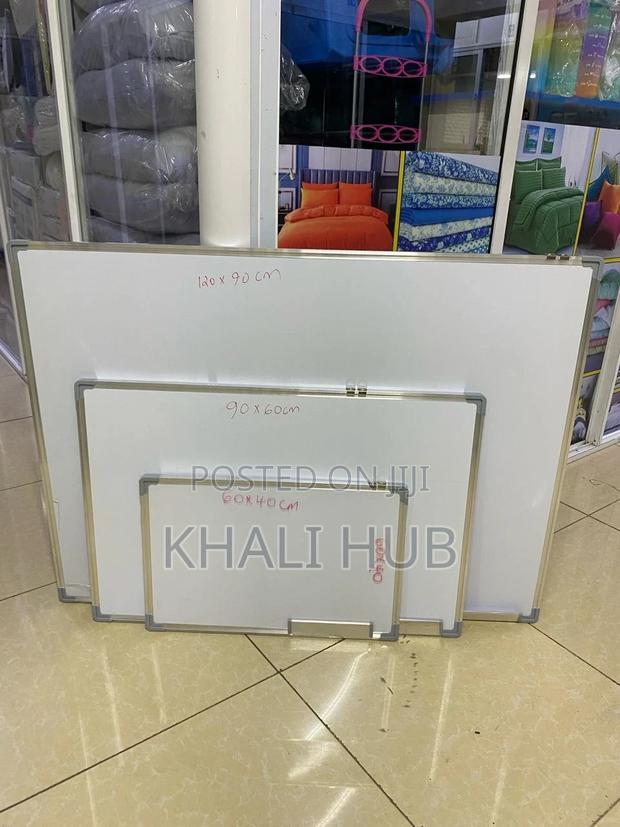 120 x 90 cm
90 x 60cm
POSTED ON JIJI
60x40cm
KHALI HUB
60x40